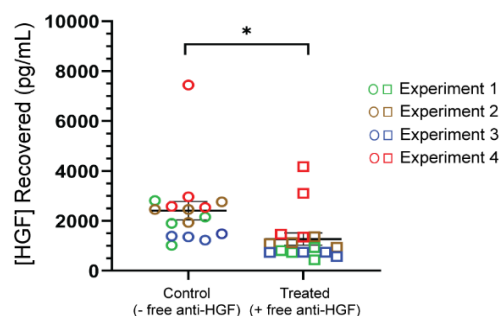 *
[HGF] Recovered (pg/mL)
10000
8000
6000
4000
2000
0
Experiment 1
Experiment 2
Experiment 3
Experiment 4
Control
(- free anti-HGF)
Treated
(+ free anti-HGF)